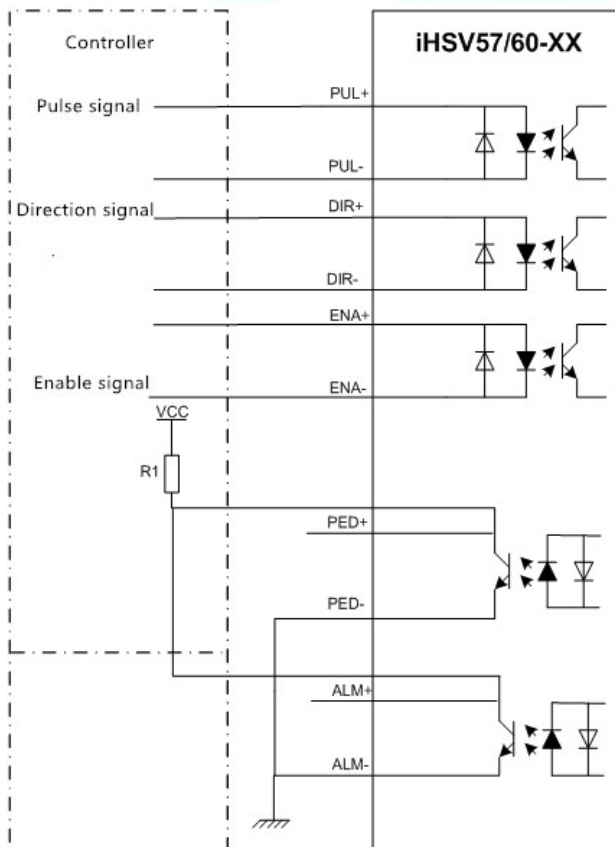 Controller
iHSV57/60-XX
PUL+
Pulse signal
PUL-
Direction signal
DIR+
DIR-
ENA+
Enable signal
ENA-
VCC
R1
PED+
PED-
ALM+
ALM-